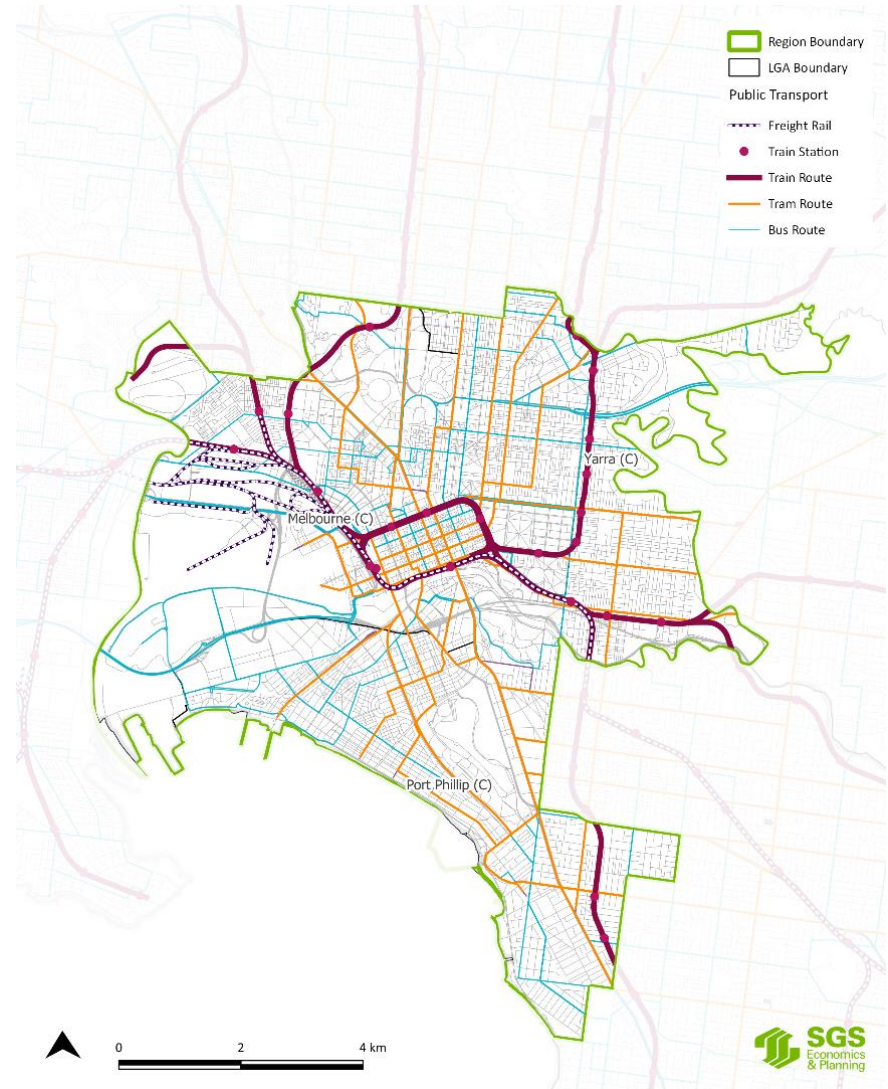 Region Boundary
LGA Boundary
Public Transport
Freight Rail
Train Station
Train Route
Tram Route
Bus Route
Yarra (C)
Melbourne (C)
Port Phillip (C)
0 2 4 km
SGS
Economics
& Planning